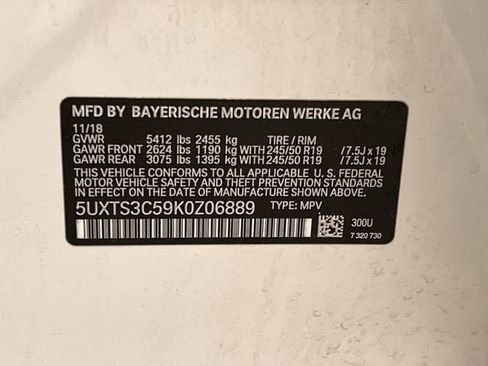 MFD BY BAYERISCHE MOTOREN WERKE AG
11/18
GVWR 5412 lbs 2455 kg TIRE / RIM
GAWR FRONT 2624 lbs 1190 kg WITH 245/50 R19 /7.5J x 19
GAWR REAR 3075 lbs 1395 kg WITH 245/50 R19 /7.5J x 19
THIS VEHICLE CONFORMS TO ALL APPLICABLE U.S. FEDERAL
MOTOR VEHICLE SAFETY STANDARDS IN EFFECT ON THE DATE
OF MANUFACTURE SHOWN ABOVE.
5UXTS3C59K0Z06889 TYPE: MPV
300U
7 320 730